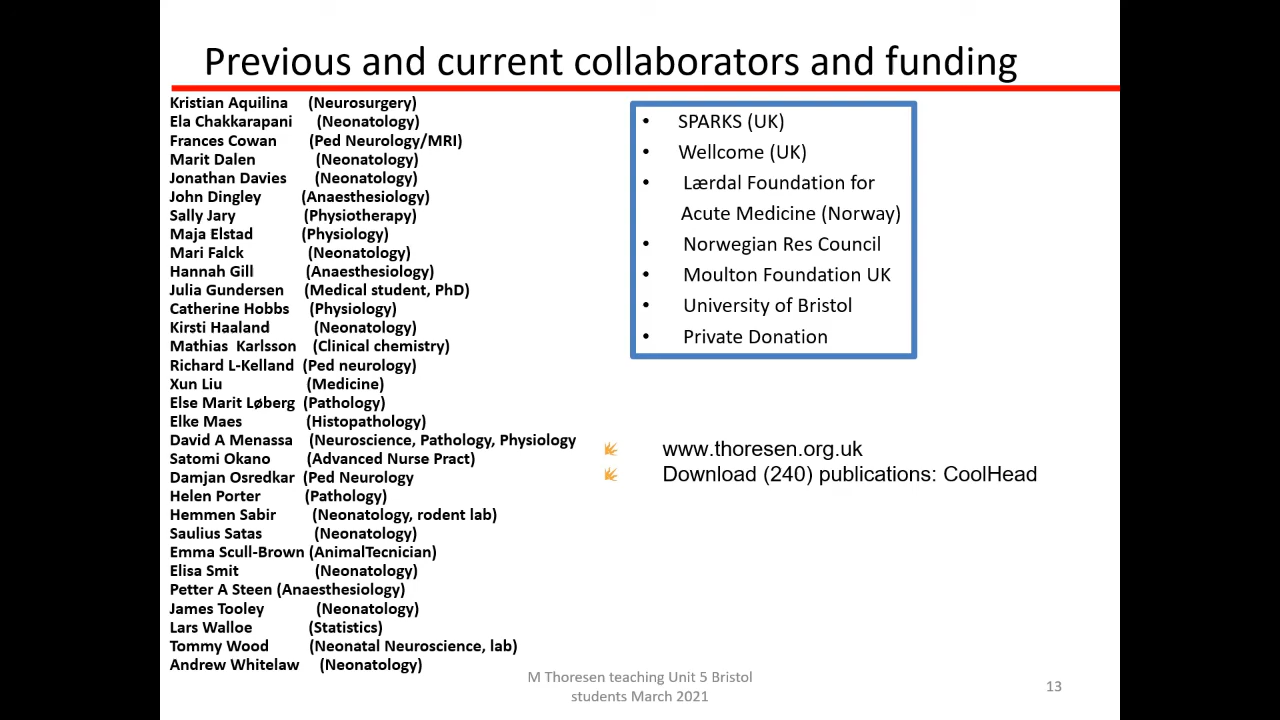 Previous and current collaborators and funding
Kristian Aquilina (Neurosurgery)
Ela Chakkarapani (Neonatology)
Frances Cowan (Ped Neurology/MRI)
Marit Dalen (Neonatology)
Jonathan Davies (Neonatology)
John Dingley (Anaesthesiology)
Sally Jary (Physiotherapy)
Maja Elstad (Physiology)
Mari Falck (Neonatology)
Hannah Gill (Anaesthesiology)
Julia Gundersen (Medical student, PhD)
Catherine Hobbs (Physiology)
Kirsti Haaland (Neonatology)
Mathias Karlsson (Clinical chemistry)
Richard L-Kelland (Ped neurology)
Xun Liu (Medicine)
Else Marit Løberg (Pathology)
Elke Maes (Histopathology)
David A Menassa (Neuroscience, Pathology, Physiology
Satomi Okano (Advanced Nurse Pract)
Damjan Osredkar (Ped Neurology
Helen Porter (Pathology)
Hemmen Sabir (Neonatology, rodent lab)
Saulius Satas (Neonatology)
Emma Scull-Brown (AnimalTecnician)
Elisa Smit (Neonatology)
Petter A Steen (Anaesthesiology)
James Tooley (Neonatology)
Lars Walloe (Statistics)
Tommy Wood (Neonatal Neuroscience, lab)
Andrew Whitelaw (Neonatology)
• SPARKS (UK)
• Wellcome (UK)
• Lærdal Foundation for
Acute Medicine (Norway)
• Norwegian Res Council
• Moulton Foundation UK
• University of Bristol
• Private Donation
www.thoresen.org.uk
Download (240) publications: CoolHead
M Thoresen teaching Unit 5 Bristol
students March 2021
13